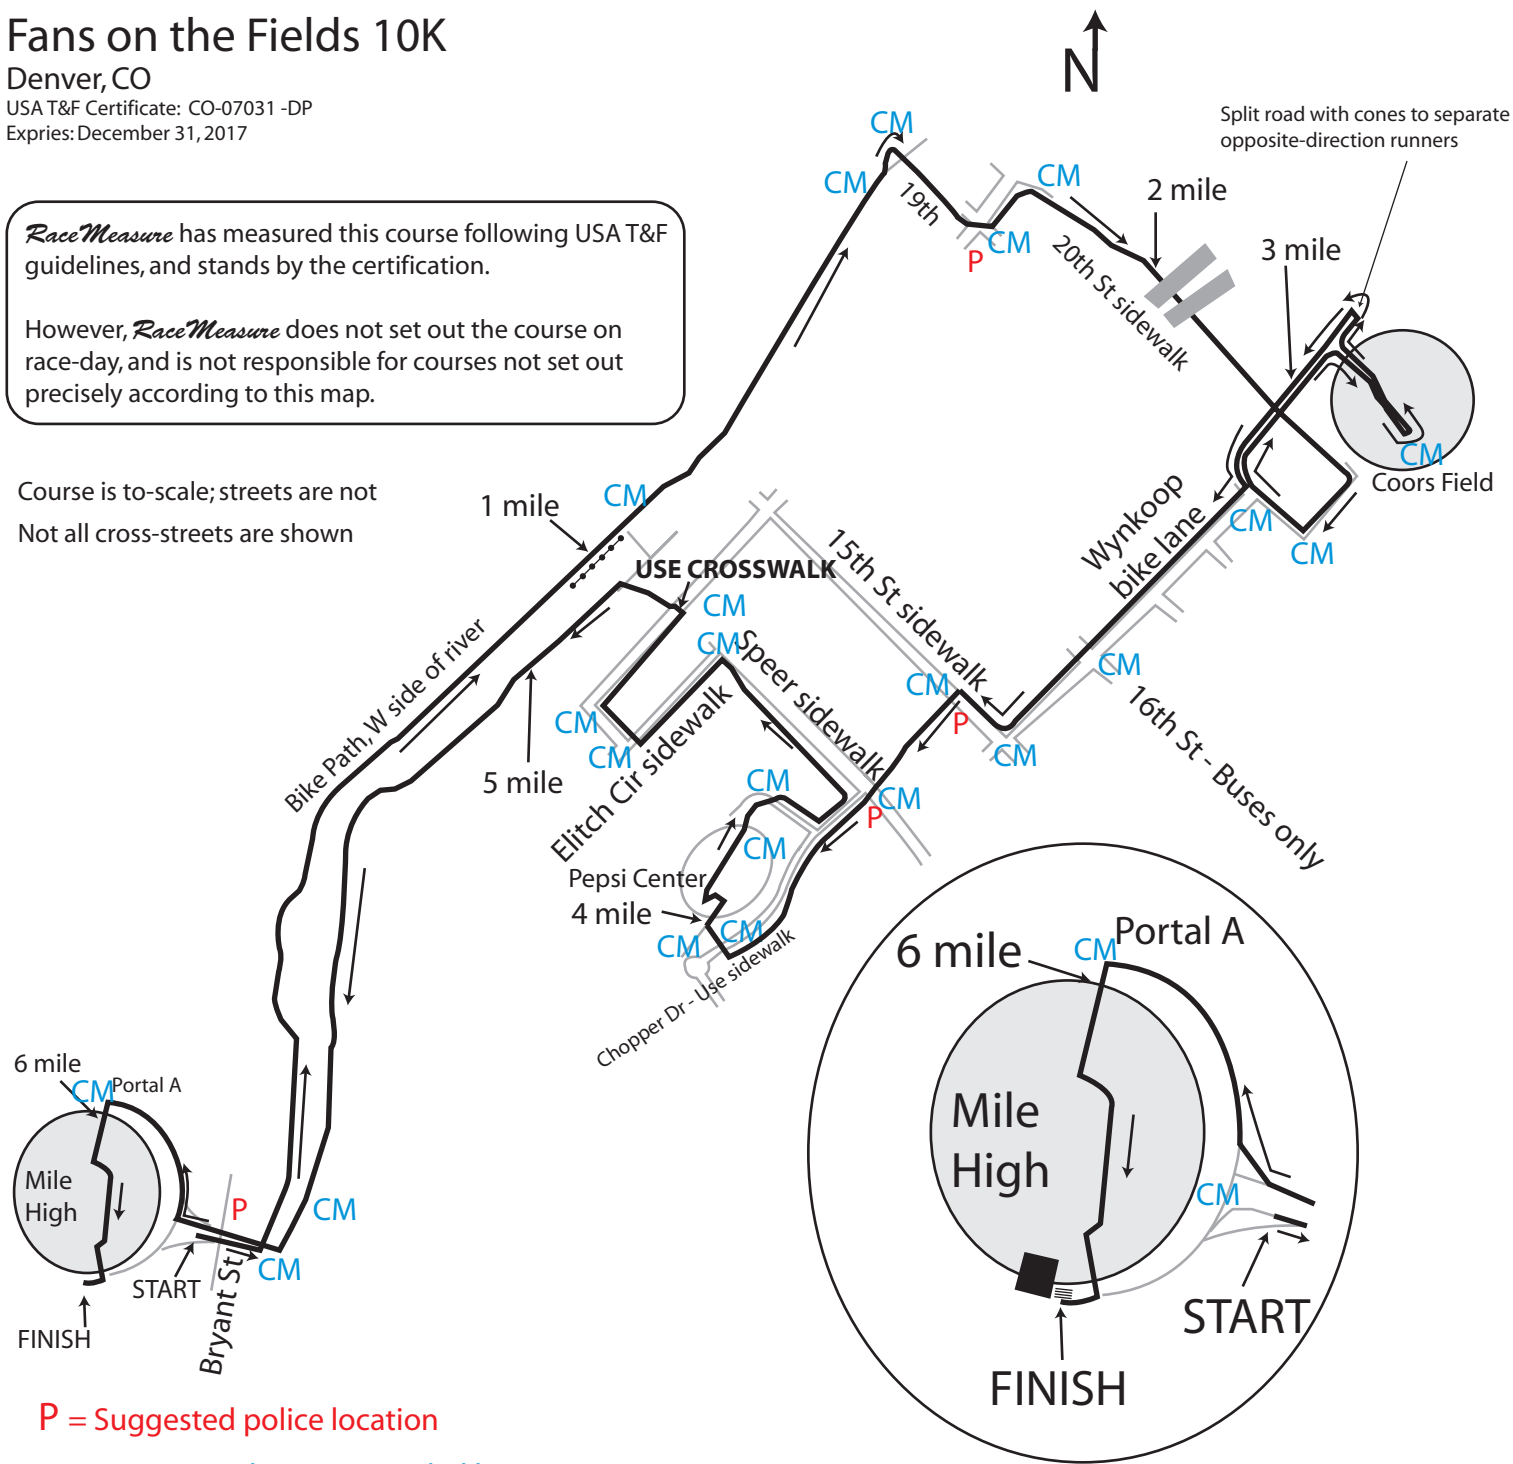 Fans on the Fields 10K
Denver, CO
USA T&F Certificate: CO-07031 -DP
Expries: December 31, 2017
N
Split road with cones to separate
opposite-direction runners
RaceMeasure has measured this course following USA T&F
guidelines, and stands by the certification.
However, RaceMeasure does not set out the course on
race-day, and is not responsible for courses not set out
precisely according to this map.
Course is to-scale; streets are not
Not all cross-streets are shown
CM
CM
19th
CM
CM
P
20th St sidewalk
2 mile
3 mile
CM
Coors Field
CM
CM
Wynkoop
bike lane
CM
1 mile
USE CROSSWALK
CM
CM
15th St sidewalk
Speer sidewalk
CM
P
CM
CM
16th St - Buses only
Bike Path, W side of river
CM
CM
Elitch Cir sidewalk
5 mile
CM
CM
P
CM
Pepsi Center
4 mile
CM
CM
Chopper Dr - Use sidewalk
6 mile
CM
Portal A
Mile
High
P
CM
CM
START
Bryant St
FINISH
6 mile
CM
Portal A
Mile
High
CM
START
FINISH
P = Suggested police location